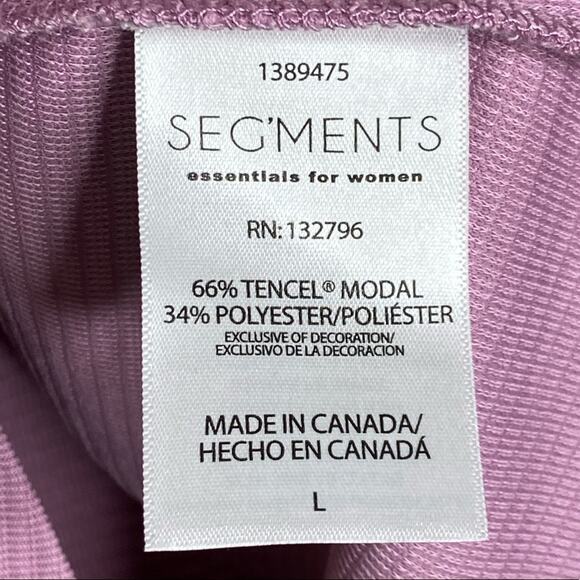 1389475
SEG'MENTS
essentials for women
RN: 132796
66% TENCEL® MODAL
34% POLYESTER/POLIÉSTER
EXCLUSIVE OF DECORATION/
EXCLUSIVO DE LA DECORACION
MADE IN CANADA/
HECHO EN CANADÁ
L